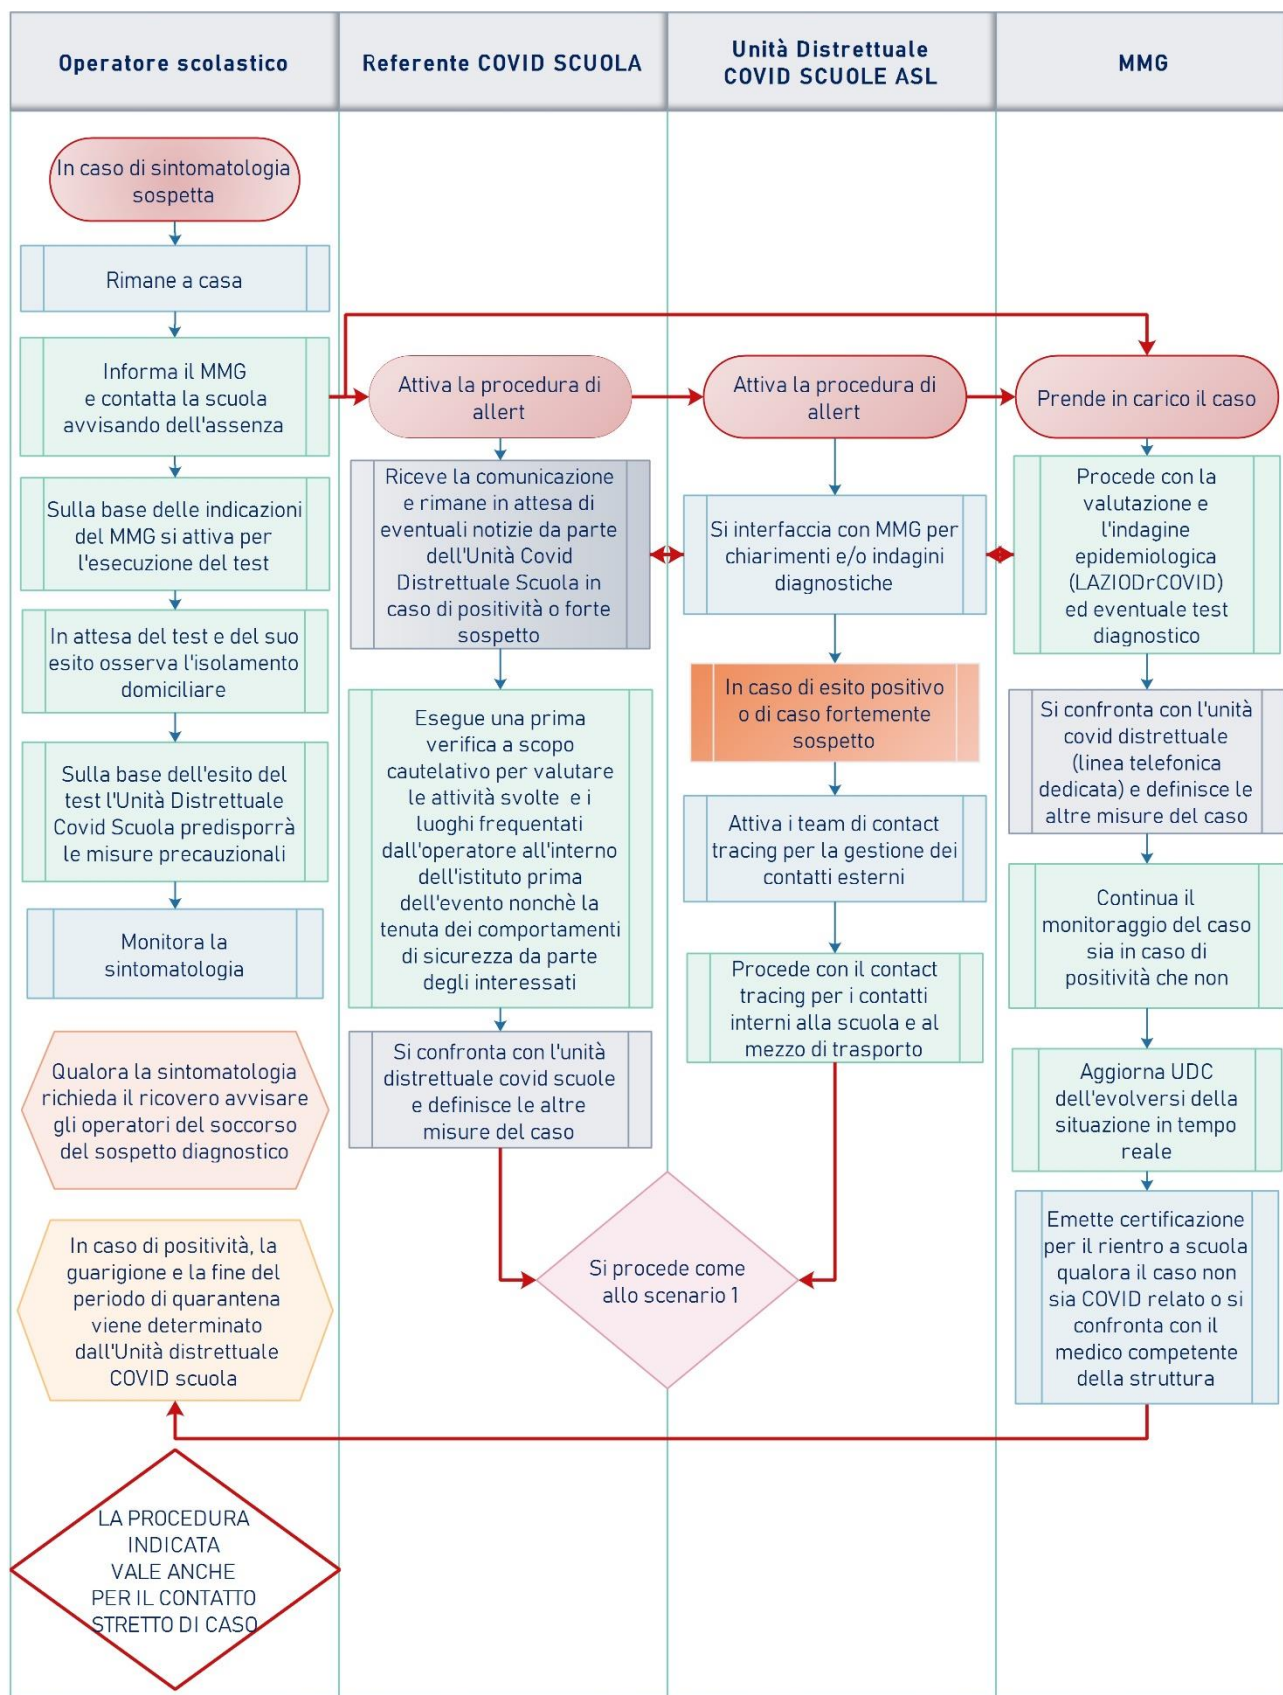 Operatore scolastico
Referente COVID SCUOLA
Unità Distrettuale
COVID SCUOLE ASL
MMG
In caso di sintomatologia
sospetta
Rimane a casa
Informa il MMG
e contatta la scuola
avvisando dell'assenza
Sulla base delle indicazioni
del MMG si attiva per
l'esecuzione del test
In attesa del test e del suo
esito osserva l'isolamento
domiciliare
Sulla base dell'esito del
test l'Unità Distrettuale
Covid Scuola predisporrà
le misure precauzionali
Monitora la
sintomatologia
Qualora la sintomatologia
richieda il ricovero avvisare
gli operatori del soccorso
del sospetto diagnostico
In caso di positività, la
guarigione e la fine del
periodo di quarantena
viene determinato
dall'Unità distrettuale
COVID scuola
LA PROCEDURA
INDICATA
VALE ANCHE
PER IL CONTATTO
STRETTO DI CASO
Attiva la procedura di
allert
Riceve la comunicazione
e rimane in attesa di
eventuali notizie da parte
dell'Unità Covid
Distrettuale Scuola in
caso di positività o forte
sospetto
Esegue una prima
verifica a scopo
cautelativo per valutare
le attività svolte e i
luoghi frequentati
dall'operatore all'interno
dell'istituto prima
dell'evento nonchè la
tenuta dei comportamenti
di sicurezza da parte
degli interessati
Si confronta con l'unità
distrettuale covid scuole
e definisce le altre
misure del caso
Attiva la procedura di
allert
Si interfaccia con MMG per
chiarimenti e/o indagini
diagnostiche
In caso di esito positivo
o di caso fortemente
sospetto
Attiva i team di contact
tracing per la gestione dei
contatti esterni
Procede con il contact
tracing per i contatti
interni alla scuola e al
mezzo di trasporto
Si procede come
allo scenario 1
Prende in carico il caso
Procede con la
valutazione e
l'indagine
epidemiologica
(LAZIODrCOVID)
ed eventuale test
diagnostico
Si confronta con l'unità
covid distrettuale
(linea telefonica
dedicata) e definisce le
altre misure del caso
Continua il
monitoraggio del caso
sia in caso di
positività che non
Aggiorna UDC
dell'evolversi della
situazione in tempo
reale
Emette certificazione
per il rientro a scuola
qualora il caso non
sia COVID relato o si
confronta con il
medico competente
della struttura